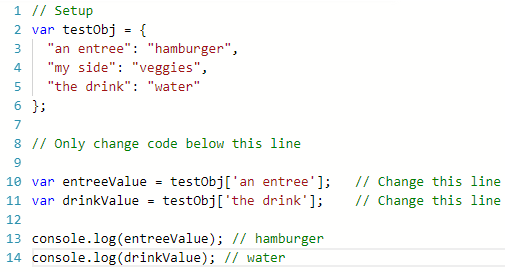 1 // Setup
2 var testObj = {
3   "an entree": "hamburger",
4   "my side": "veggies",
5   "the drink": "water"
6 };
7
8 // Only change code below this line
9
10 var entreeValue = testObj['an entree'];   // Change this line
11 var drinkValue = testObj['the drink'];    // Change this line
12
13 console.log(entreeValue); // hamburger
14 console.log(drinkValue); // water